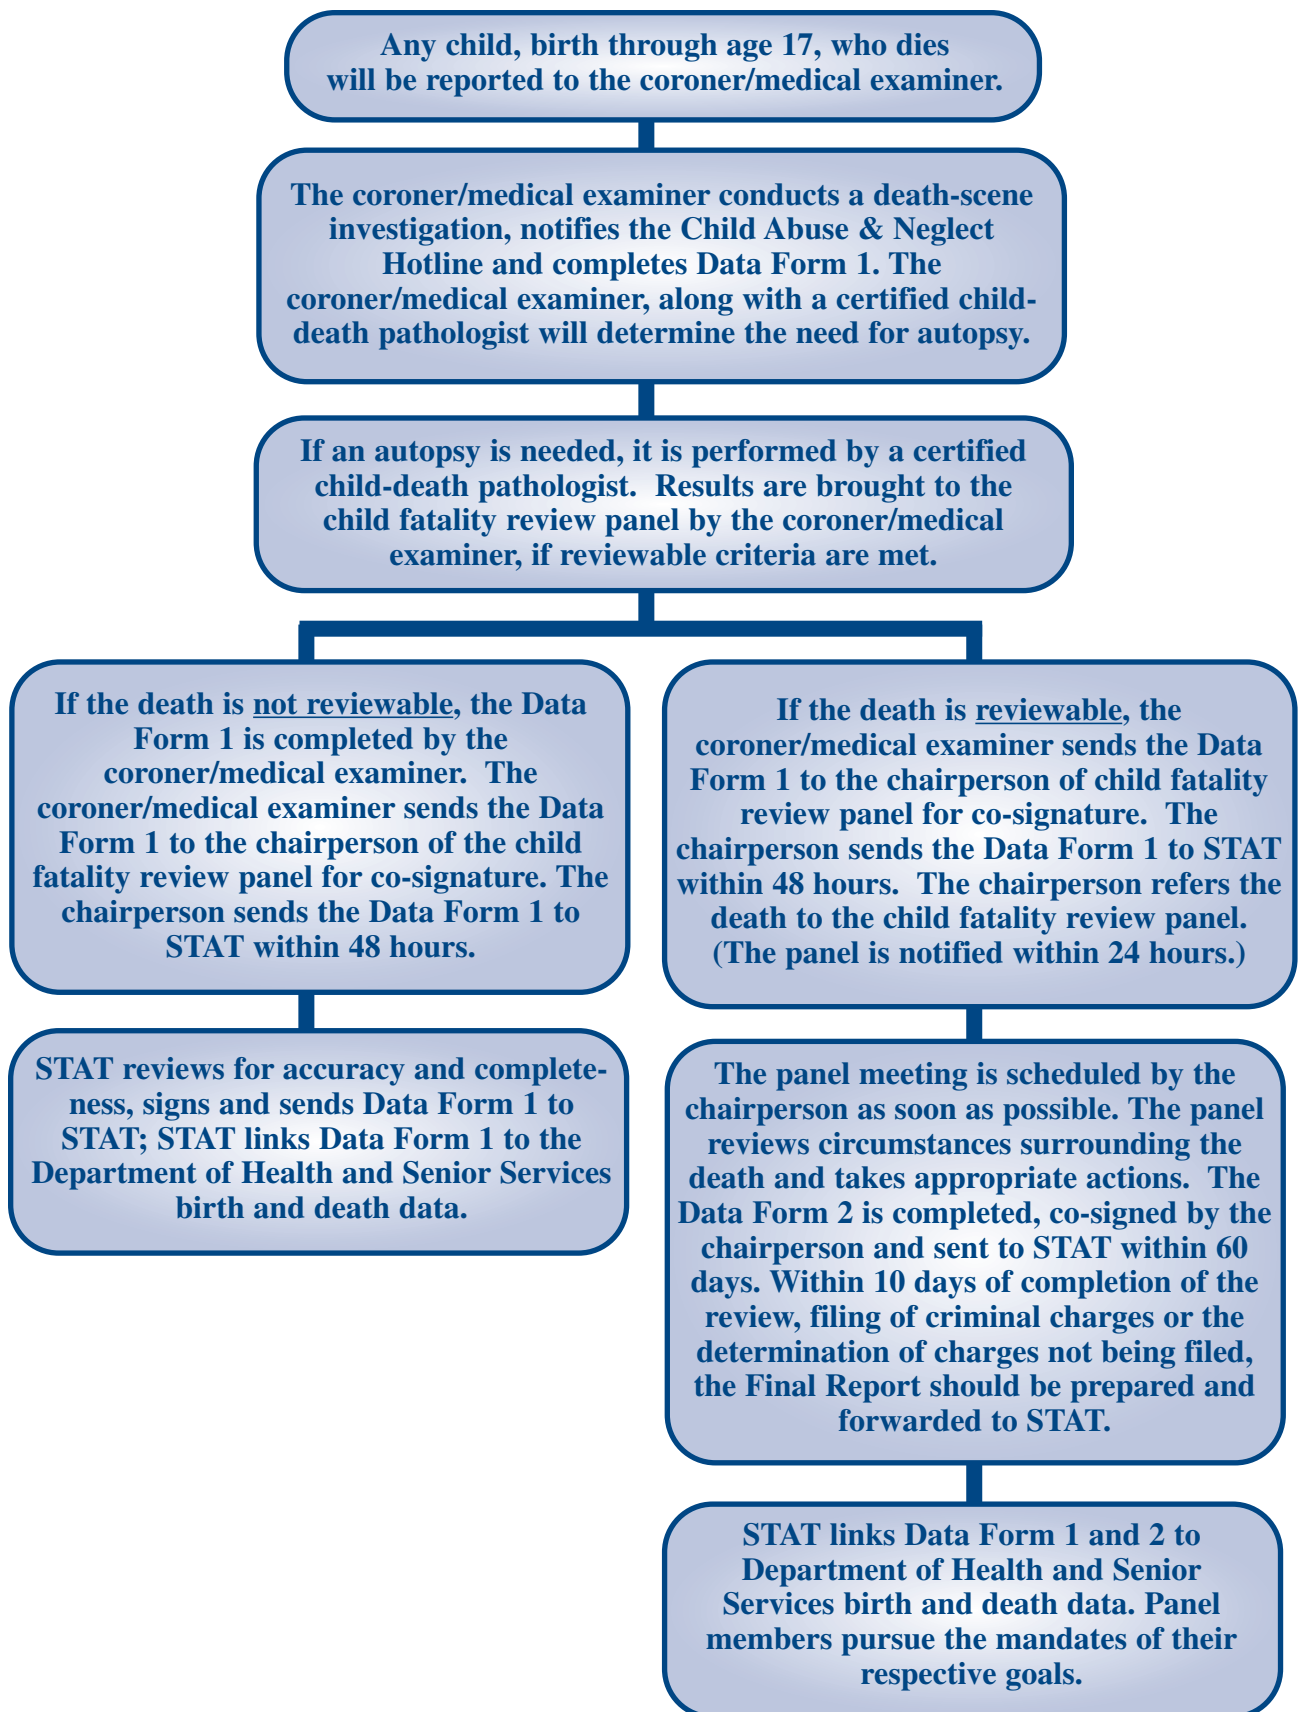 Any child, birth through age 17, who dies
will be reported to the coroner/medical examiner.
The coroner/medical examiner conducts a death-scene
investigation, notifies the Child Abuse & Neglect
Hotline and completes Data Form 1. The
coroner/medical examiner, along with a certified child-
death pathologist will determine the need for autopsy.
If an autopsy is needed, it is performed by a certified
child-death pathologist.  Results are brought to the
child fatality review panel by the coroner/medical
examiner, if reviewable criteria are met.
If the death is not reviewable, the Data
Form 1 is completed by the
coroner/medical examiner.  The
coroner/medical examiner sends the Data
Form 1 to the chairperson of the child
fatality review panel for co-signature. The
chairperson sends the Data Form 1 to
STAT within 48 hours.
STAT reviews for accuracy and complete-
ness, signs and sends Data Form 1 to
STAT; STAT links Data Form 1 to the
Department of Health and Senior Services
birth and death data.
If the death is reviewable, the
coroner/medical examiner sends the Data
Form 1 to the chairperson of child fatality
review panel for co-signature.  The
chairperson sends the Data Form 1 to STAT
within 48 hours.  The chairperson refers the
death to the child fatality review panel.
(The panel is notified within 24 hours.)
The panel meeting is scheduled by the
chairperson as soon as possible. The panel
reviews circumstances surrounding the
death and takes appropriate actions.  The
Data Form 2 is completed, co-signed by the
chairperson and sent to STAT within 60
days. Within 10 days of completion of the
review, filing of criminal charges or the
determination of charges not being filed,
the Final Report should be prepared and
forwarded to STAT.
STAT links Data Form 1 and 2 to
Department of Health and Senior
Services birth and death data. Panel
members pursue the mandates of their
respective goals.